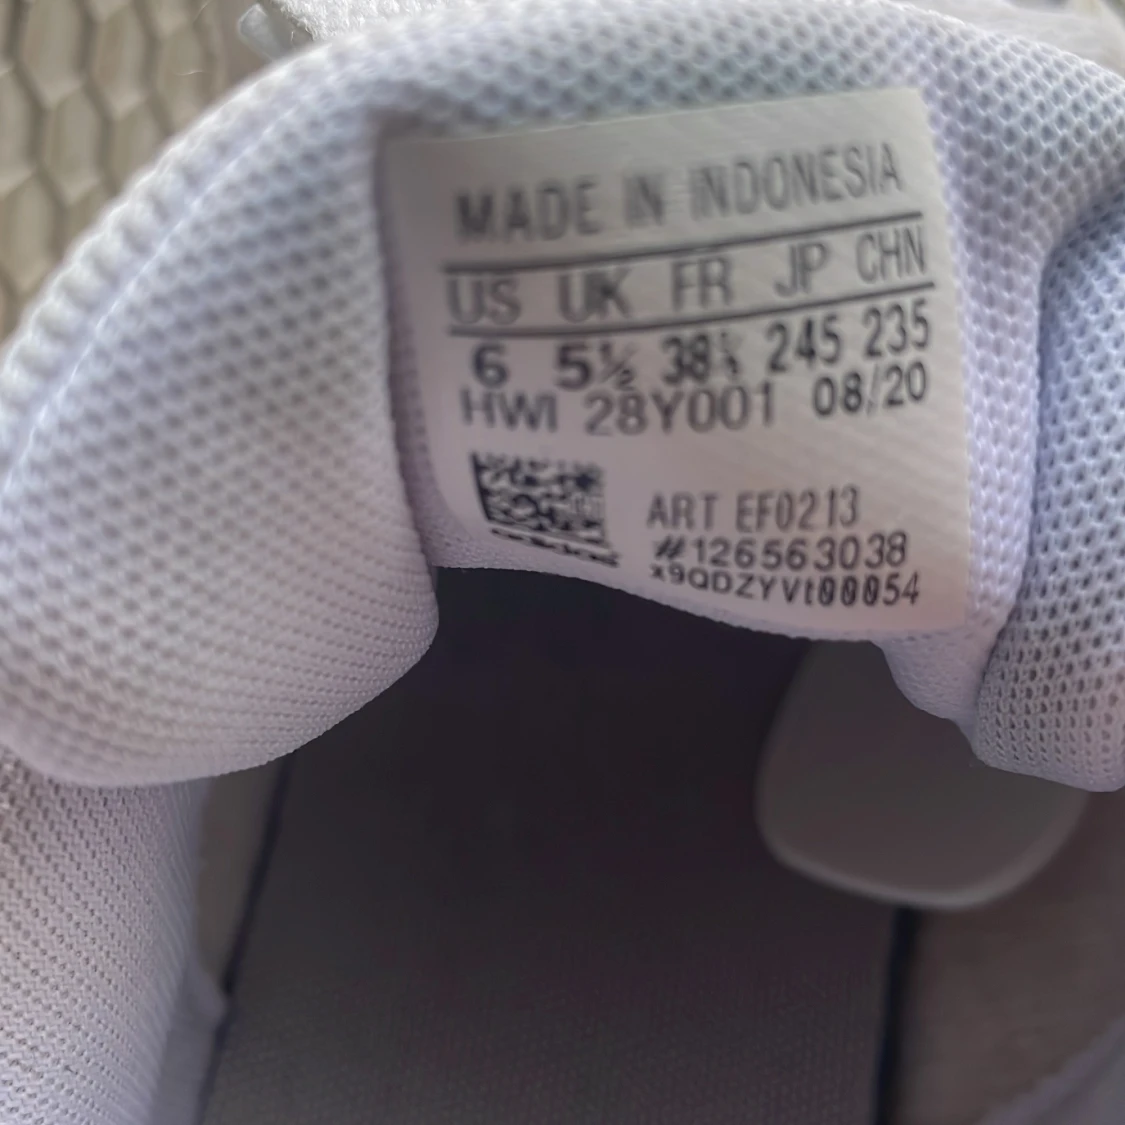 MADE IN INDONESIA
US UK FR JP CHN
6 5½ 38⅔ 245 235
HWI 28Y001 08/20
ART EF0213
#126563038
x9QDZYVt00054